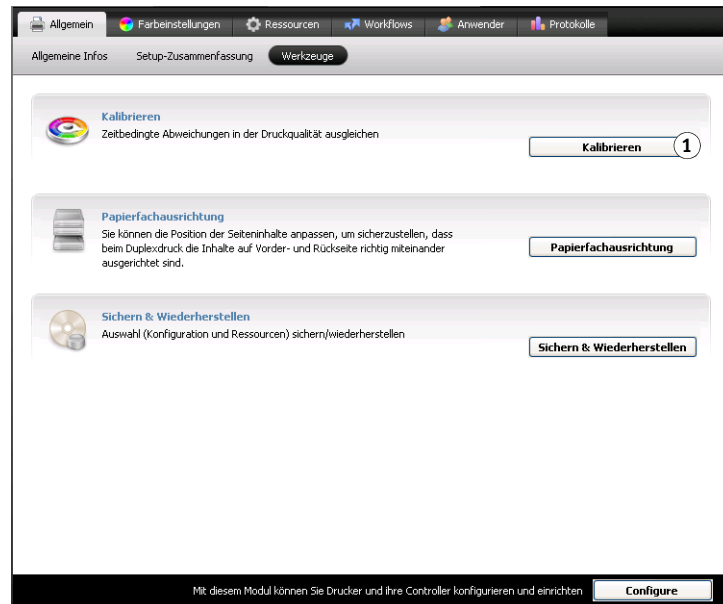 Allgemein Farbeinstellungen Ressourcen Workflows Anwender Protokolle
Allgemeine Infos Setup-Zusammenfassung Werkzeuge
Kalibrieren
Zeitbedingte Abweichungen in der Druckqualität ausgleichen
Kalibrieren 1
Papierfachausrichtung
Sie können die Position der Seiteninhalte anpassen, um sicherzustellen, dass
beim Duplexdruck die Inhalte auf Vorder- und Rückseite richtig miteinander
ausgerichtet sind.
Papierfachausrichtung
Sichern & Wiederherstellen
Auswahl (Konfiguration und Ressourcen) sichern/wiederherstellen
Sichern & Wiederherstellen
Mit diesem Modul können Sie Drucker und ihre Controller konfigurieren und einrichten Configure